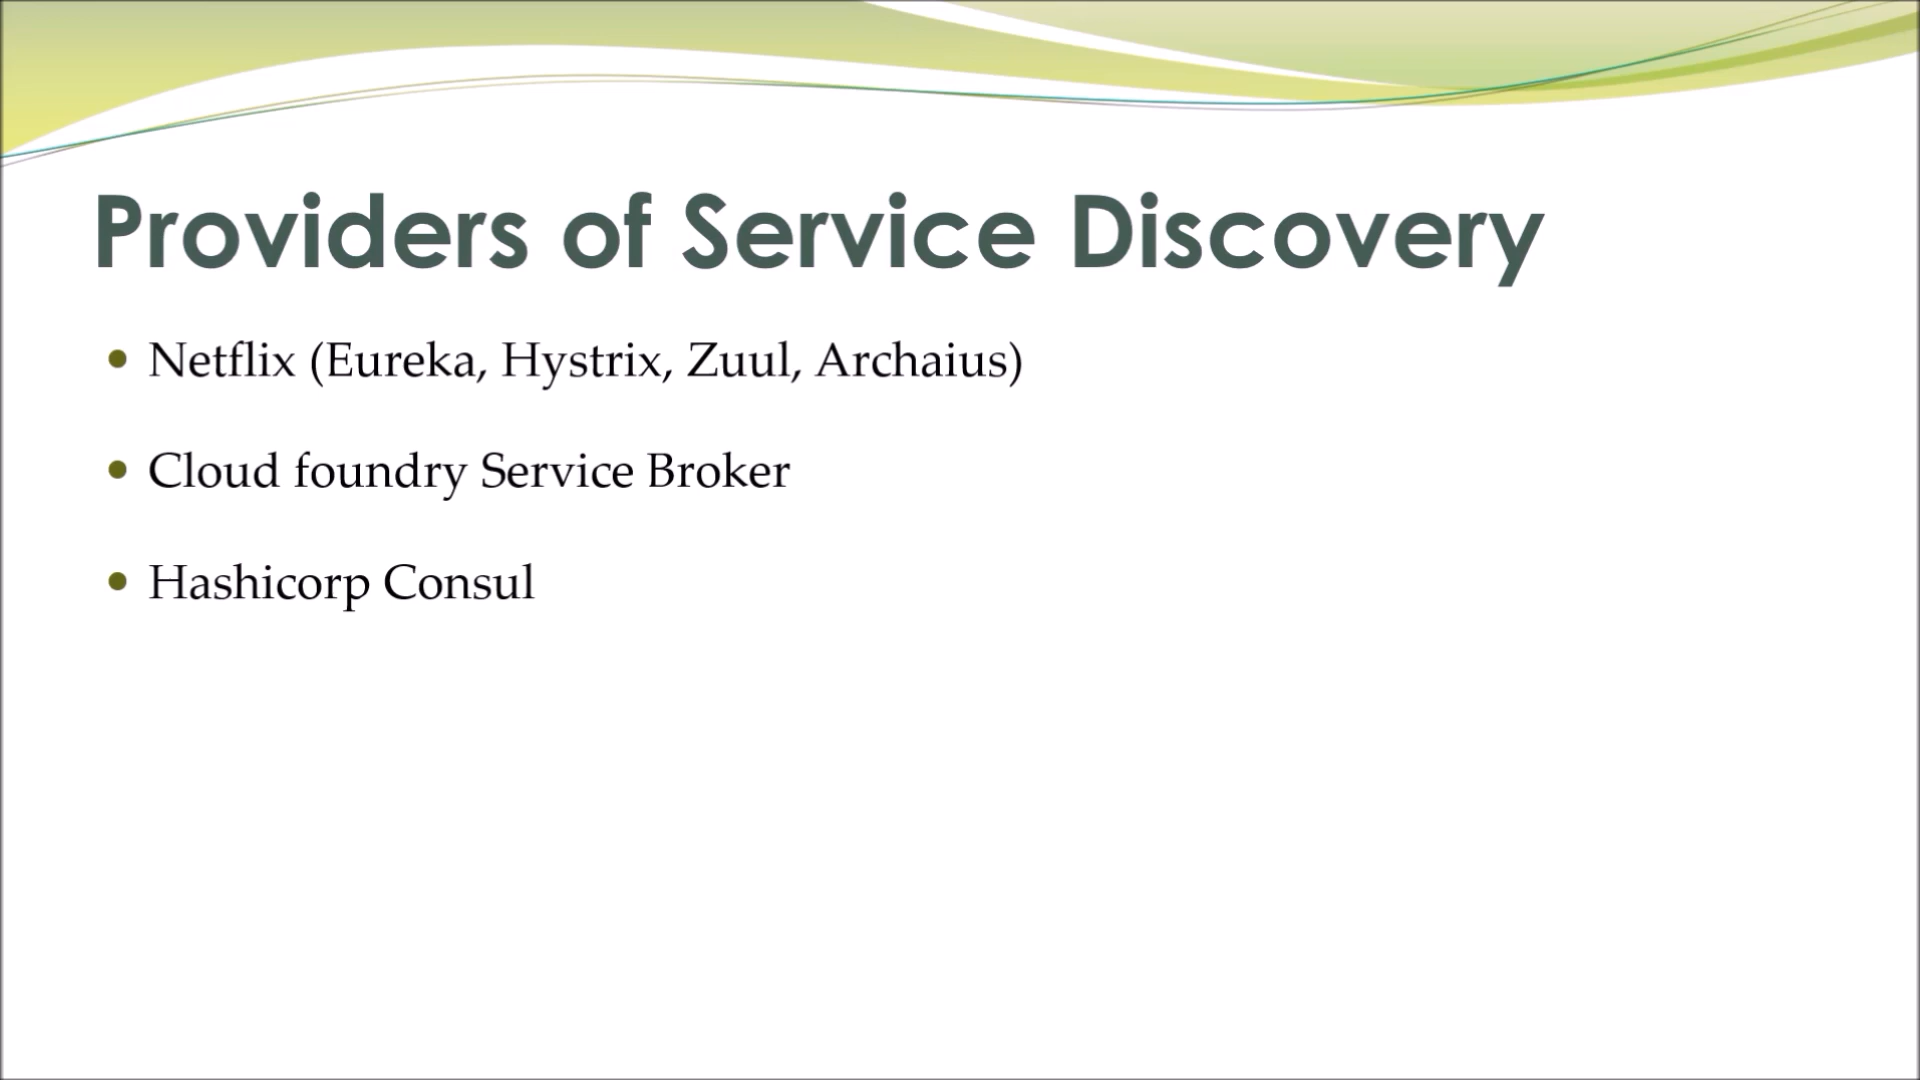 Providers of Service Discovery
• Netflix (Eureka, Hystrix, Zuul, Archaius)
• Cloud foundry Service Broker
• Hashicorp Consul